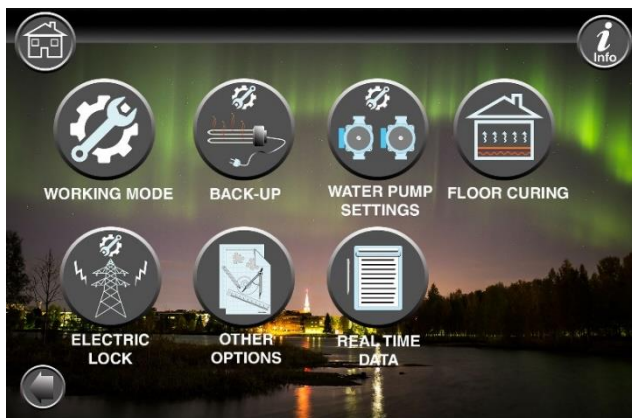 i
Info
WORKING MODE
BACK-UP
WATER PUMP
SETTINGS
FLOOR CURING
ELECTRIC
LOCK
OTHER
OPTIONS
REAL TIME
DATA